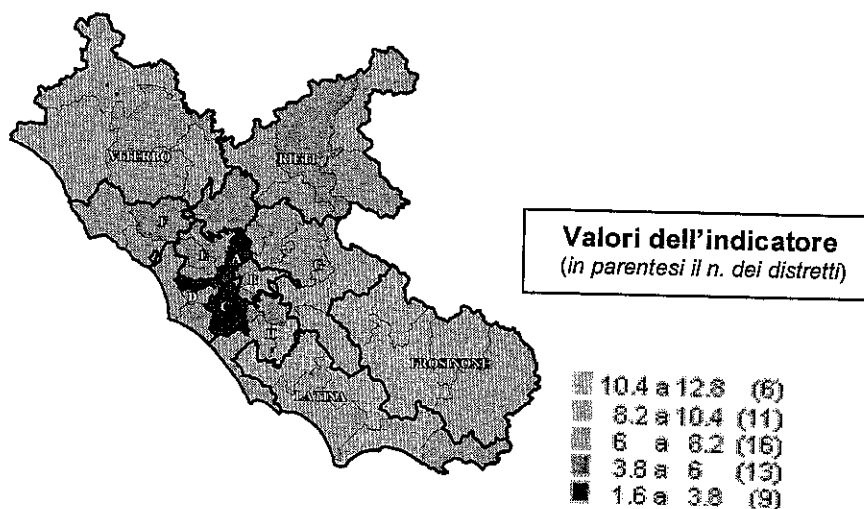 VITERBO
RIETI
F
E
A
G
D
H
FROSINONE
LATINA
Valori dell'indicatore
(in parentesi il n. dei distretti)
10.4 a 12.8 (6)
8.2 a 10.4 (11)
6 a 8.2 (16)
3.8 a 6 (13)
1.6 a 3.8 (9)